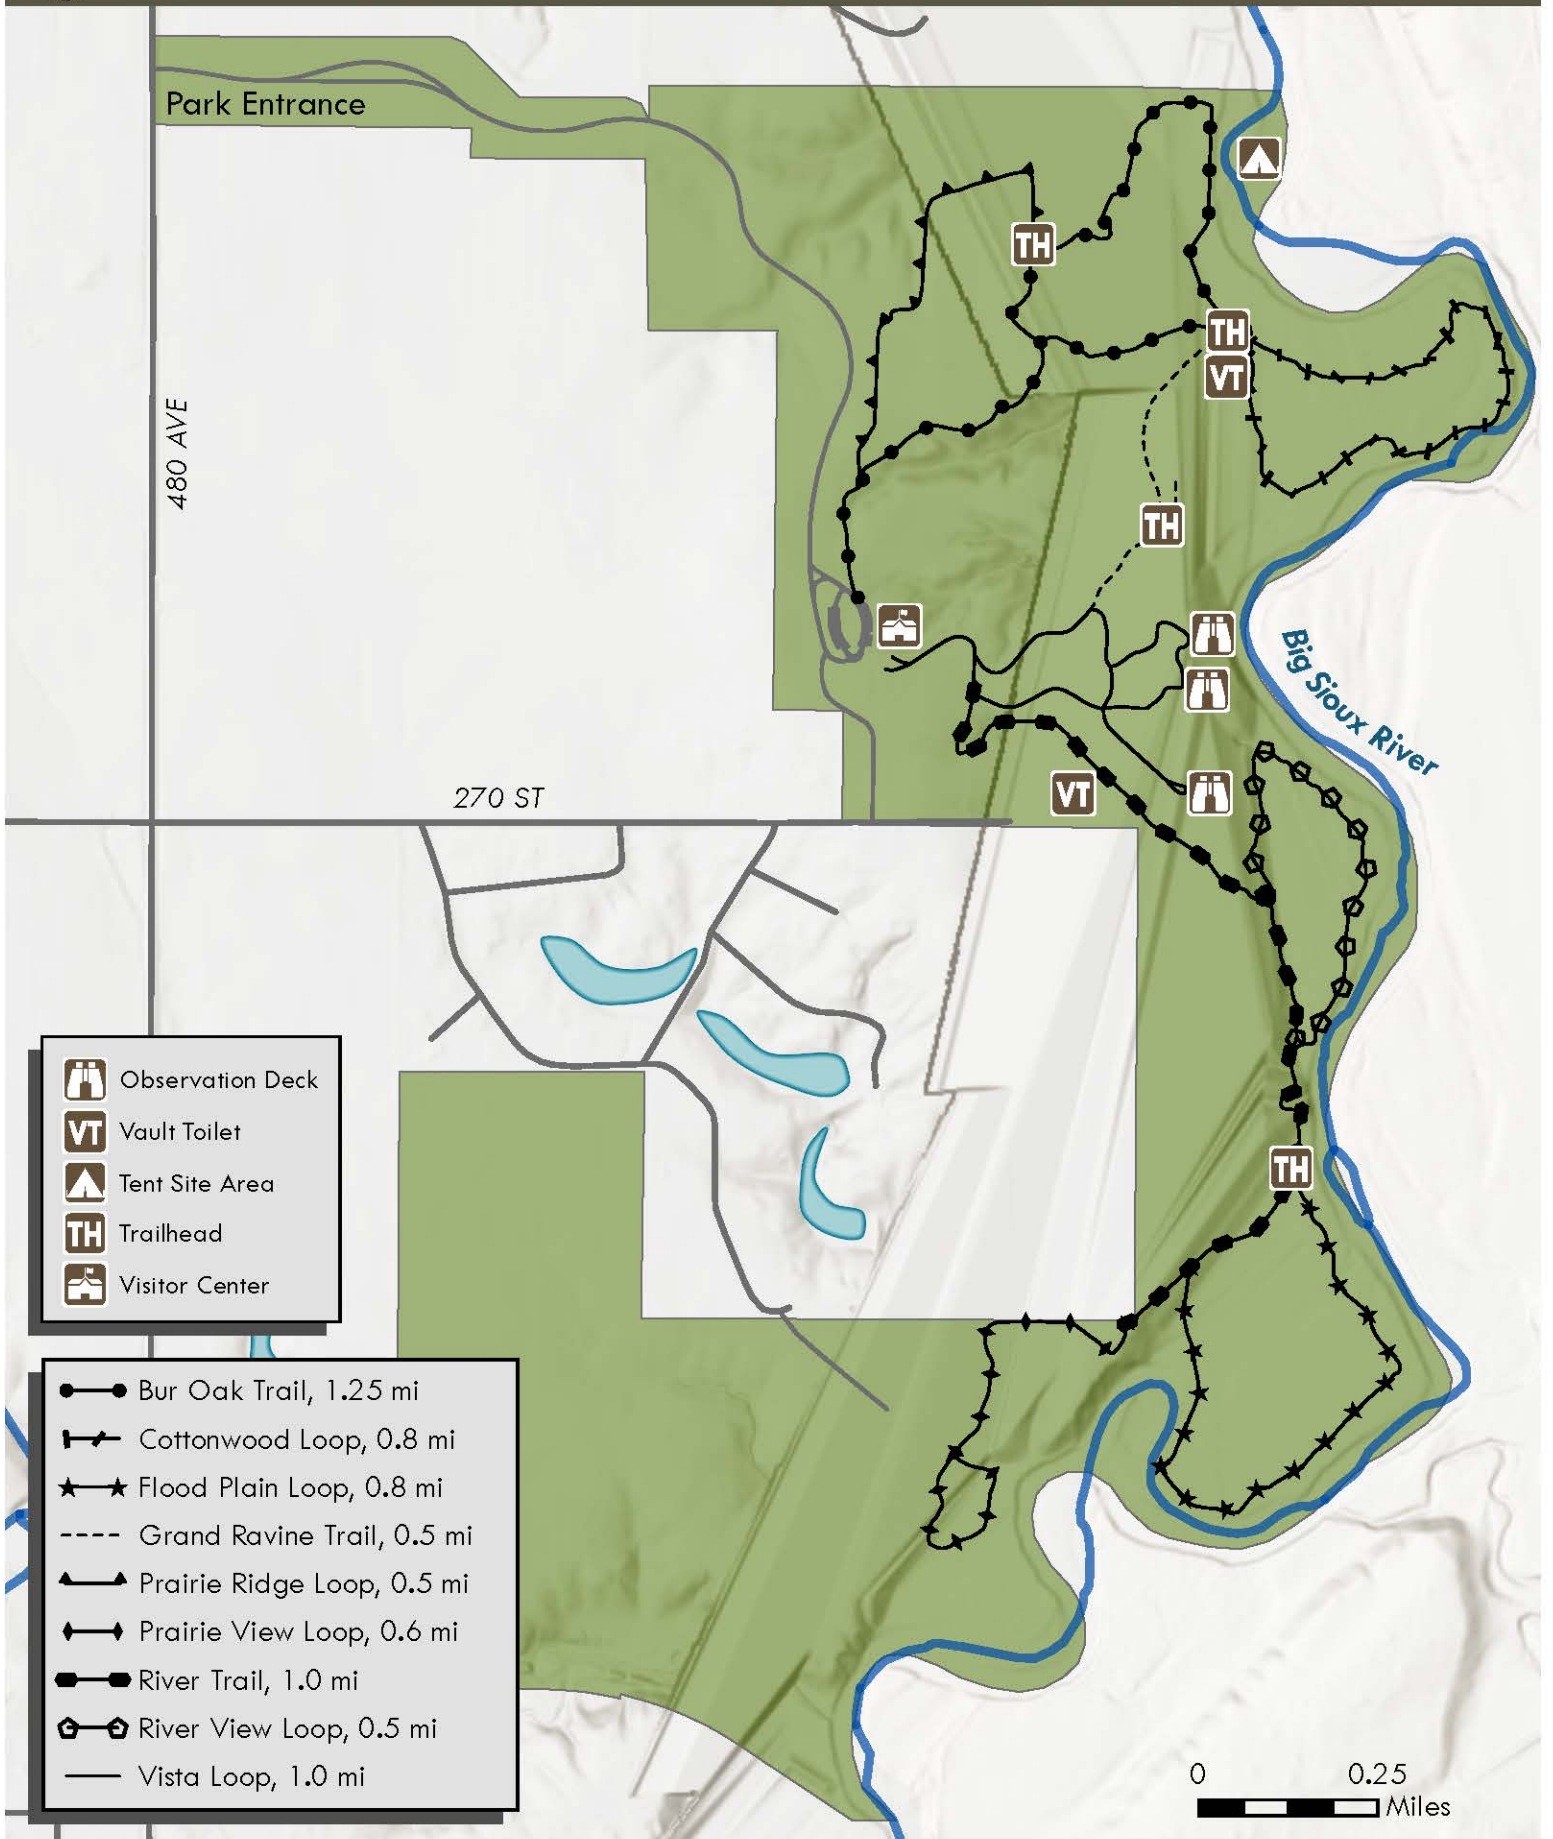 Park Entrance
TH
TH
VT
480 AVE
TH
Big Sioux River
270 ST
VT
TH
Observation Deck
VT Vault Toilet
Tent Site Area
TH Trailhead
Visitor Center
Bur Oak Trail, 1.25 mi
Cottonwood Loop, 0.8 mi
Flood Plain Loop, 0.8 mi
Grand Ravine Trail, 0.5 mi
Prairie Ridge Loop, 0.5 mi
Prairie View Loop, 0.6 mi
River Trail, 1.0 mi
River View Loop, 0.5 mi
Vista Loop, 1.0 mi
0 0.25
Miles